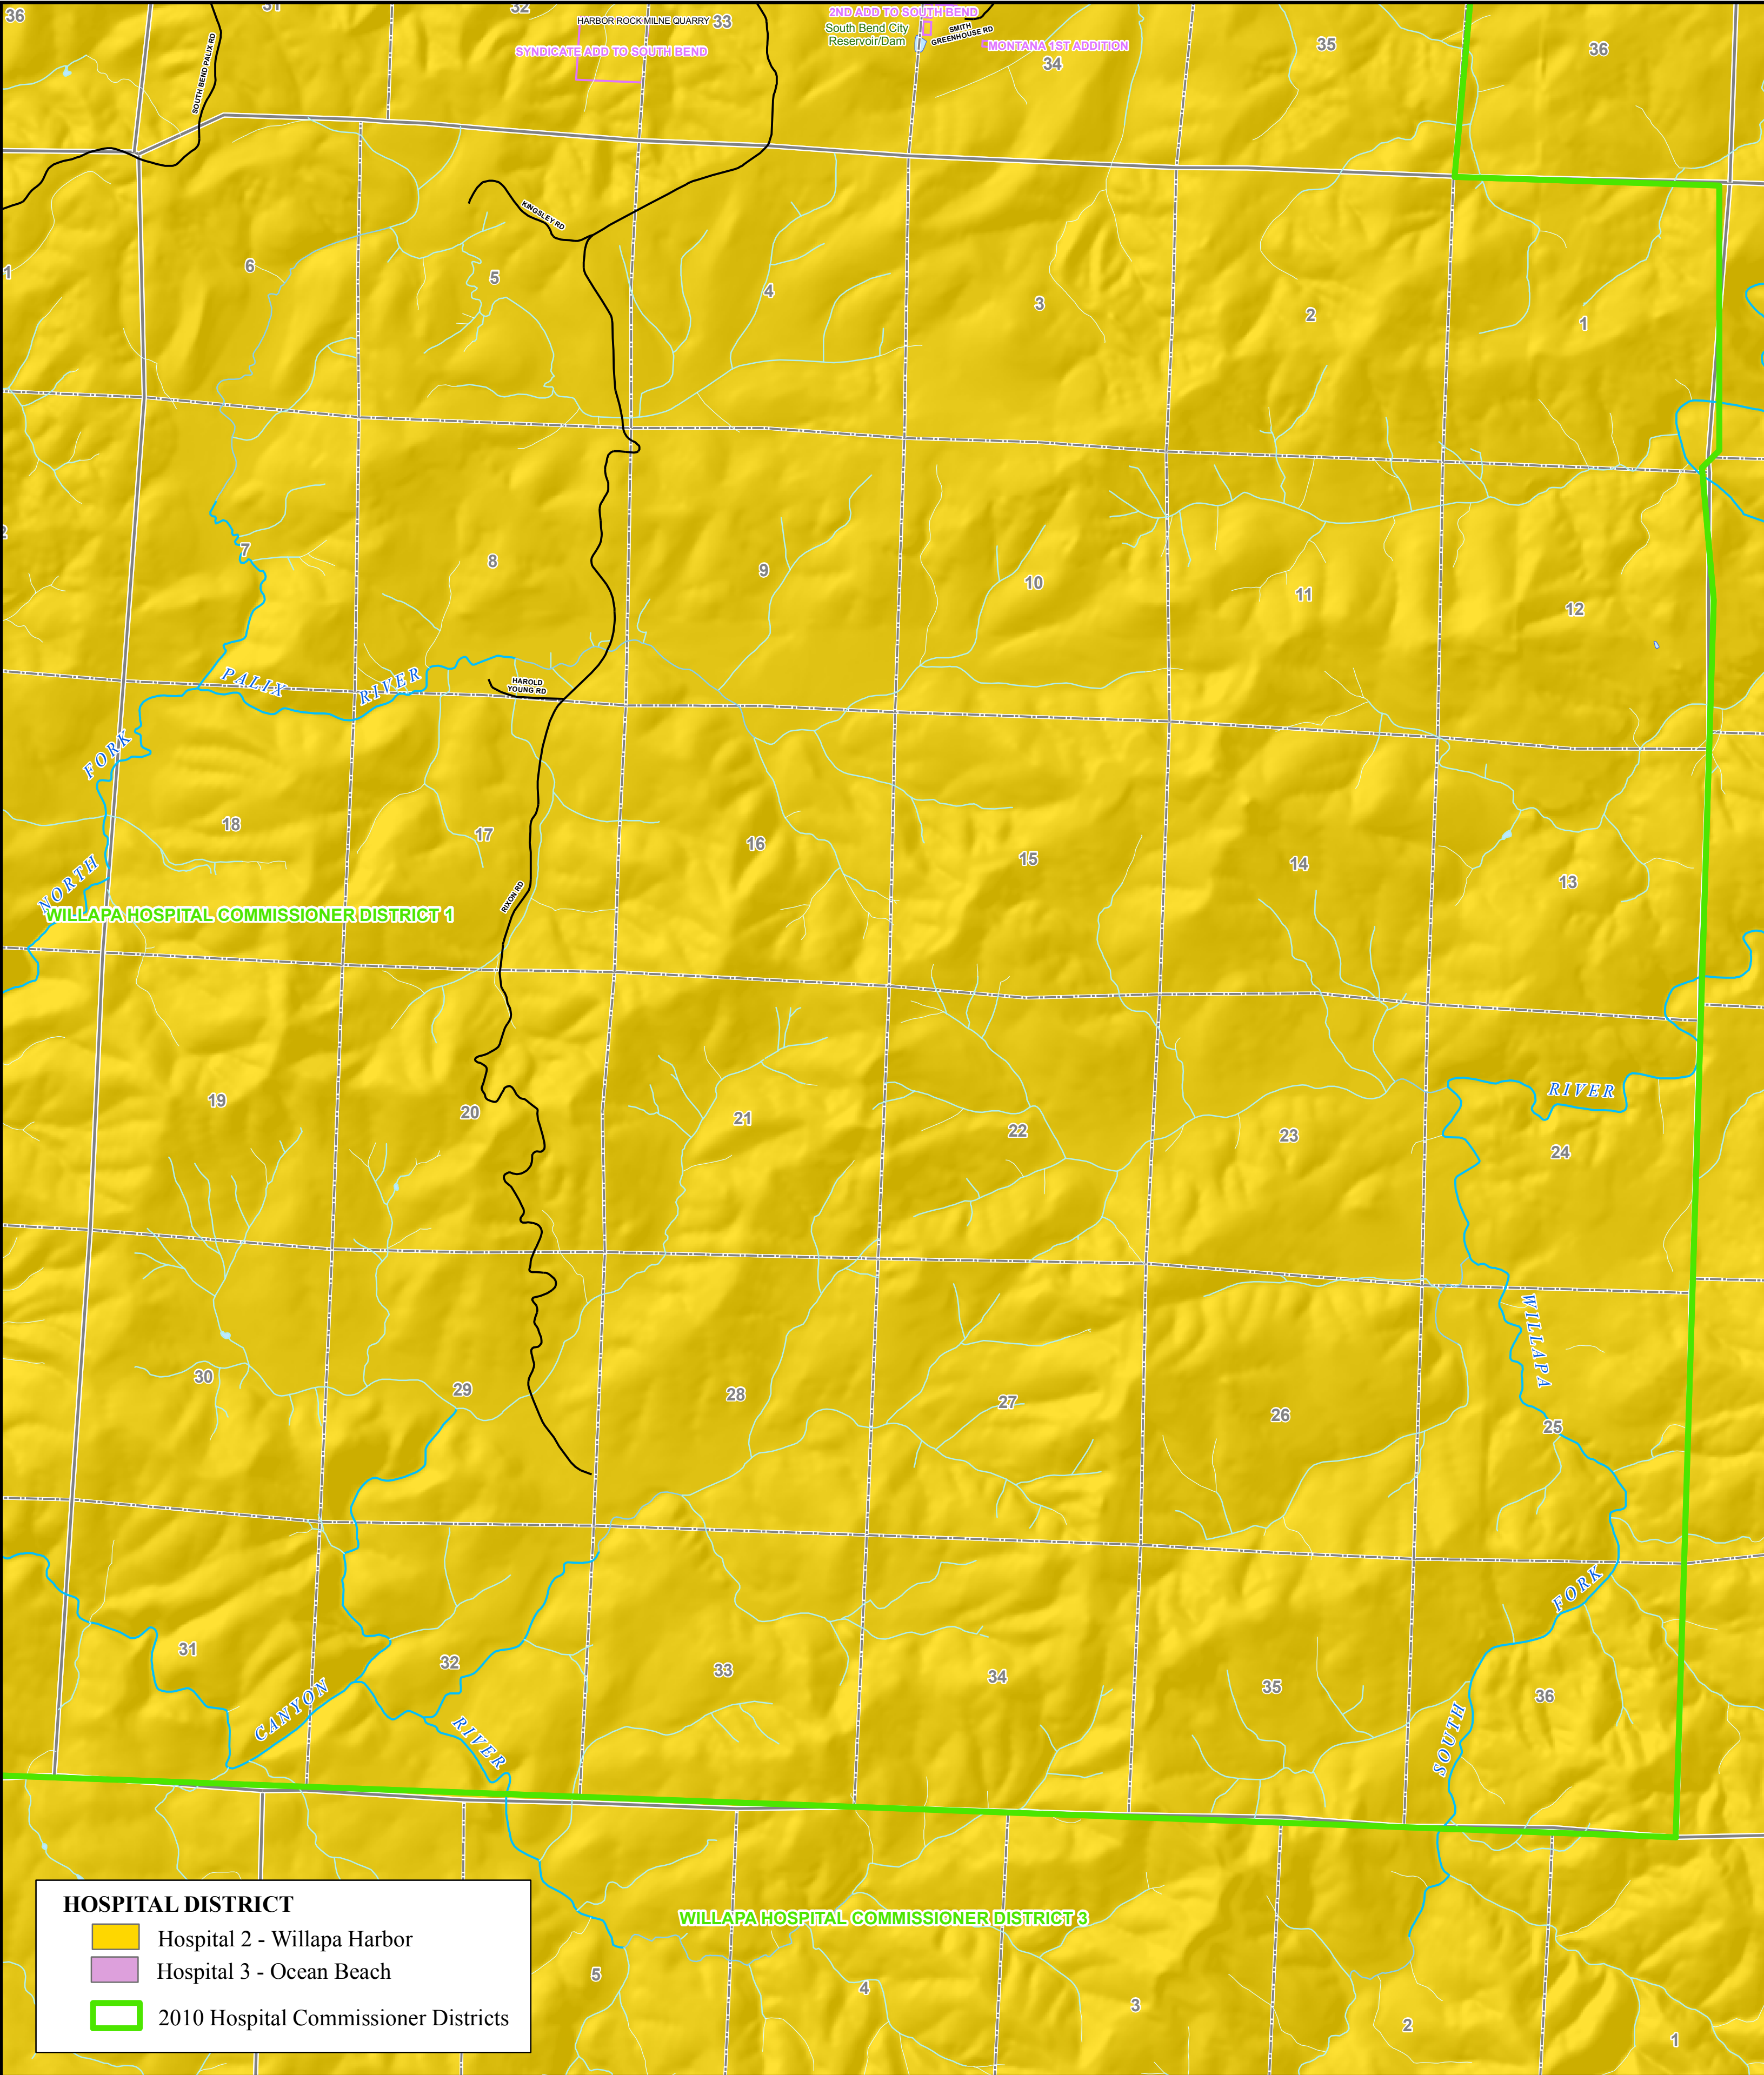 36
31
32
HARBOR ROCK MILNE QUARRY
33
2ND ADD TO SOUTH BEND
South Bend City
Reservoir/Dam
SMITH
GREENHOUSE RD
SYNDICATE ADD TO SOUTH BEND
MONTANA 1ST ADDITION
34
35
36
SOUTH BEND PALIX RD
KINGSLEY RD
1
6
5
4
3
2
1
2
7
8
9
10
11
12
PALIX
RIVER
HAROLD
YOUNG RD
FORK
NORTH
18
17
16
15
14
13
RIXON RD
WILLAPA HOSPITAL COMMISSIONER DISTRICT 1
19
20
21
22
23
24
RIVER
WILLAPA
30
29
28
27
26
25
FORK
31
32
33
34
35
36
CANYON
RIVER
SOUTH
WILLAPA HOSPITAL COMMISSIONER DISTRICT 3
5
4
3
2
1
HOSPITAL DISTRICT
Hospital 2 - Willapa Harbor
Hospital 3 - Ocean Beach
2010 Hospital Commissioner Districts